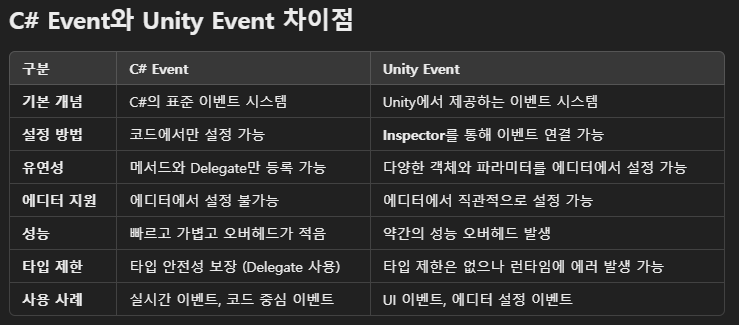 C# Event와 Unity Event 차이점
구분 C# Event Unity Event
기본 개념 C#의 표준 이벤트 시스템 Unity에서 제공하는 이벤트 시스템
설정 방법 코드에서만 설정 가능 Inspector를 통해 이벤트 연결 가능
유연성 메서드와 Delegate만 등록 가능 다양한 객체와 파라미터를 에디터에서 설정 가능
에디터 지원 에디터에서 설정 불가능 에디터에서 직관적으로 설정 가능
성능 빠르고 가볍고 오버헤드가 적음 약간의 성능 오버헤드 발생
타입 제한 타입 안전성 보장 (Delegate 사용) 타입 제한은 없으나 런타임에 에러 발생 가능
사용 사례 실시간 이벤트, 코드 중심 이벤트 UI 이벤트, 에디터 설정 이벤트